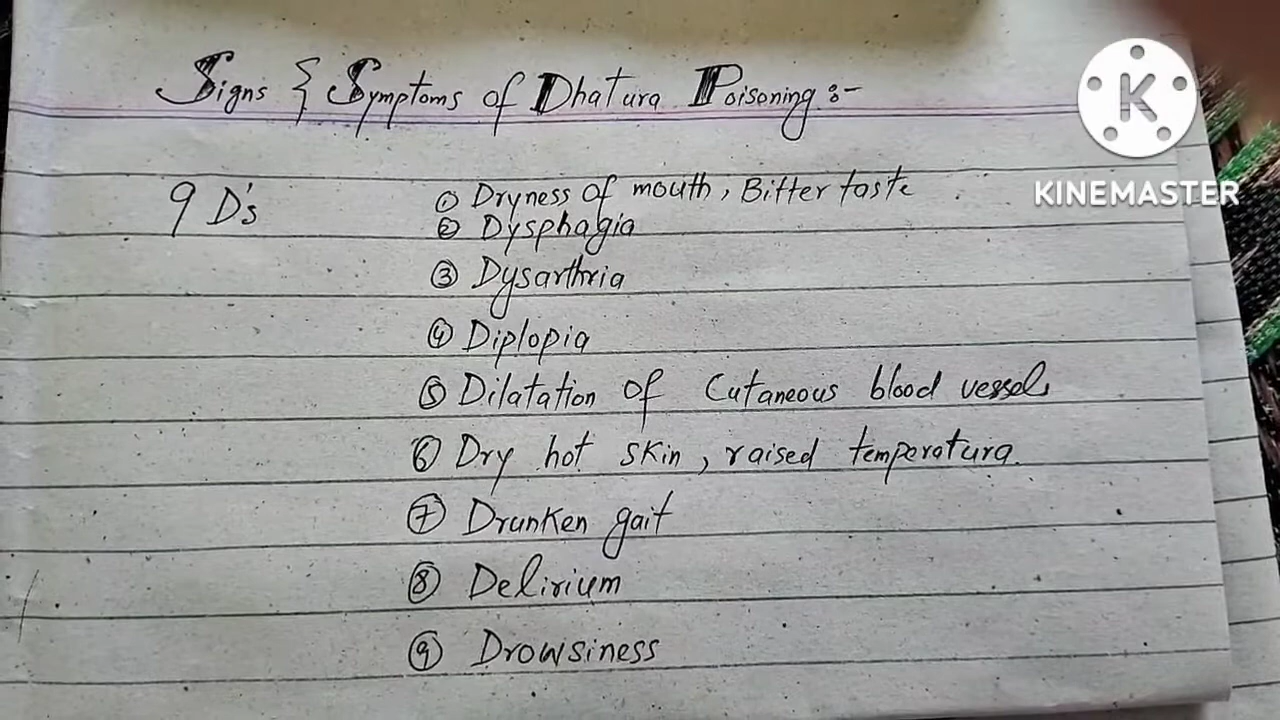 Signs & Symptoms of Dhatura Poisoning :-
9 D's
① Dryness of mouth, Bitter taste
② Dysphagia
③ Dysarthria
④ Diplopia
⑤ Dilatation of Cutaneous blood vessels
⑥ Dry hot skin, raised temperatura.
⑦ Drunken gait
⑧ Delirium
⑨ Drowsiness
K
KINEMASTER